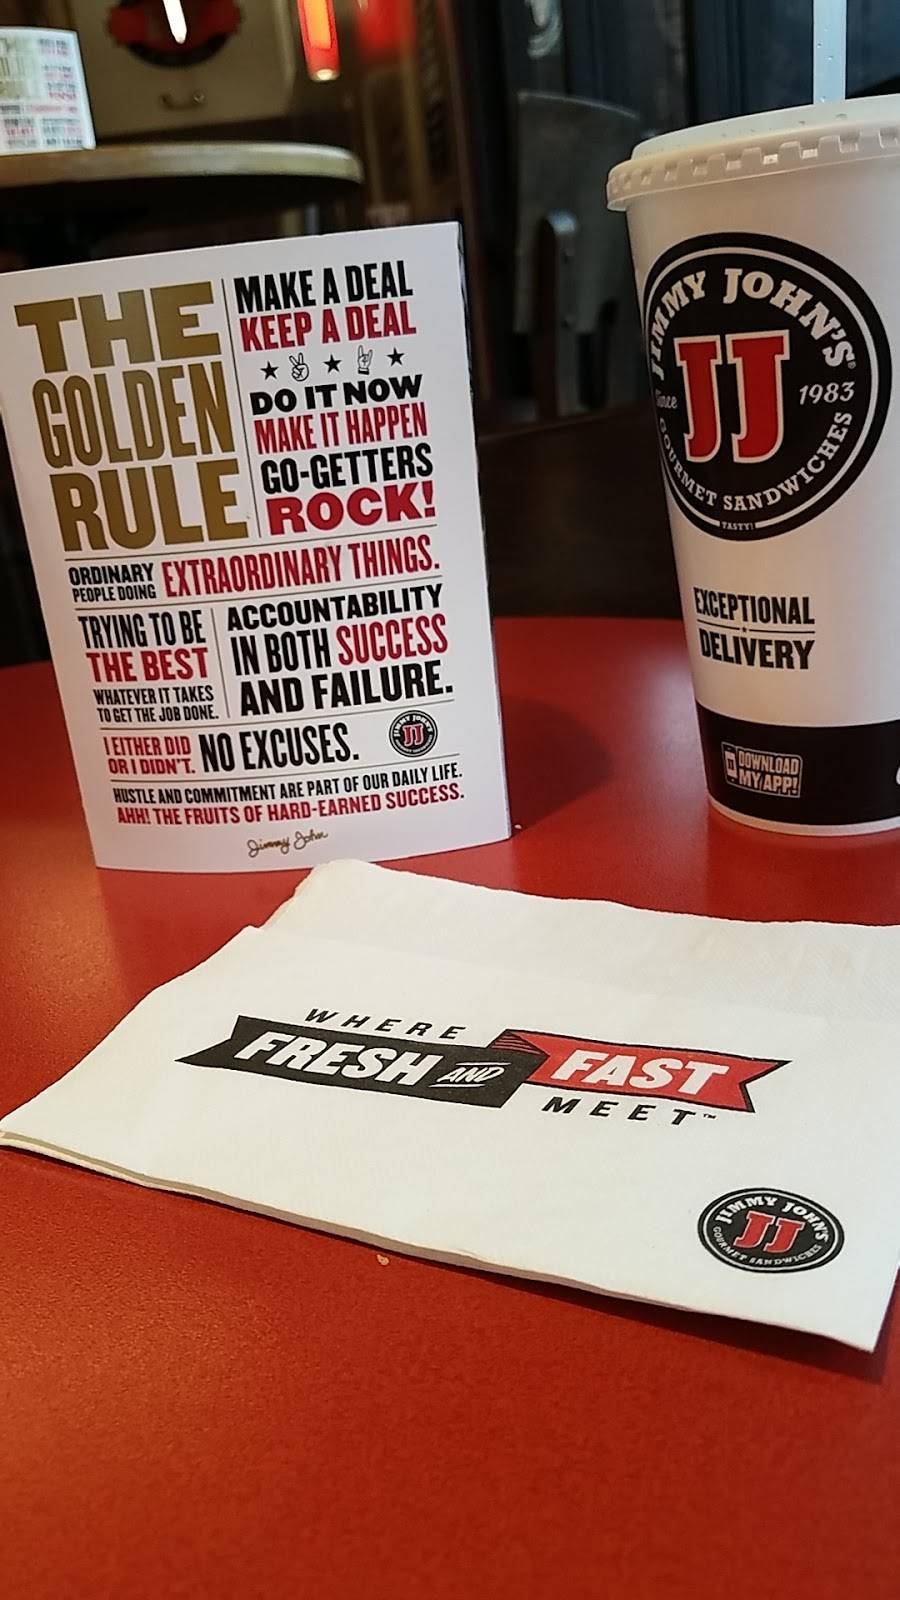 THE
GOLDEN
RULE
MAKE A DEAL
KEEP A DEAL
DO IT NOW
MAKE IT HAPPEN
GO-GETTERS
ROCK!
ORDINARY
PEOPLE DOING
EXTRAORDINARY THINGS.
TRYING TO BE
THE BEST
WHATEVER IT TAKES
TO GET THE JOB DONE.
ACCOUNTABILITY
IN BOTH SUCCESS
AND FAILURE.
I EITHER DID
OR I DIDN'T.
NO EXCUSES.
JIMMY JOHN'S
JJ
HUSTLE AND COMMITMENT ARE PART OF OUR DAILY LIFE.
AHH! THE FRUITS OF HARD-EARNED SUCCESS.
Jimmy John
JIMMY JOHN'S®
Since 1983
JJ
GOURMET SANDWICHES
TASTY!
EXCEPTIONAL
DELIVERY
DOWNLOAD
MY APP!
WHERE
FRESH AND FAST
MEET™
JIMMY JOHN'S
JJ
GOURMET SANDWICHES